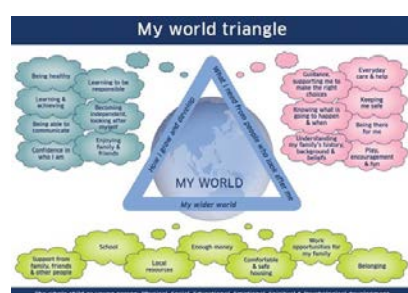 My world triangle
Being healthy
Learning to be
responsible
Learning &
achieving
Becoming
independent,
looking after
myself
Being able to
communicate
Enjoying
family &
friends
Confidence in
who I am
How I grow and develop
What I need from people who look after me
MY WORLD
My wider world
Guidance,
supporting me to
make the right
choices
Everyday
care & help
Knowing what is
going to happen
& when
Keeping
me safe
Understanding
my family's history,
background &
beliefs
Being there
for me
Play,
encouragement
& fun
Support from
family, friends
& other people
School
Local
resources
Enough money
Comfortable
& safe
housing
Work
opportunities for
my family
Belonging